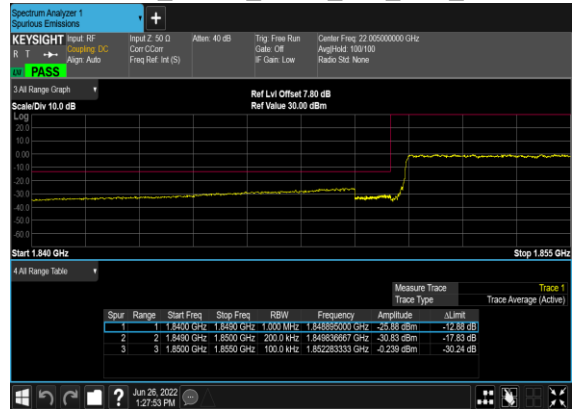 Spectrum Analyzer 1
Spurious Emissions
+
KEYSIGHT Input: RF Input Z: 50 Ω Atten: 40 dB Trig: Free Run Center Freq: 22.005000000 GHz
R T Coupling: DC Corr CCorr Gate: Off Avg|Hold: 100/100
Align: Auto Freq Ref: Int (S) IF Gain: Low Radio Std: None
PASS
3 All Range Graph
Ref Lvl Offset 7.80 dB
Scale/Div 10.0 dB Ref Value 30.00 dBm
Log
20.0
10.0
0.00
-10.0
-20.0
-30.0
-40.0
-50.0
-60.0
Start 1.840 GHz Stop 1.855 GHz
4 All Range Table
Measure Trace Trace 1
Trace Type Trace Average (Active)
Spur Range Start Freq Stop Freq RBW Frequency Amplitude ΔLimit
1 1 1.8400 GHz 1.8490 GHz 1.000 MHz 1.848895000 GHz -25.88 dBm -12.88 dB
2 2 1.8490 GHz 1.8500 GHz 200.0 kHz 1.849836667 GHz -30.83 dBm -17.83 dB
3 3 1.8500 GHz 1.8550 GHz 100.0 kHz 1.852283333 GHz -0.239 dBm -30.24 dB
? Jun 26, 2022
1:27:53 PM